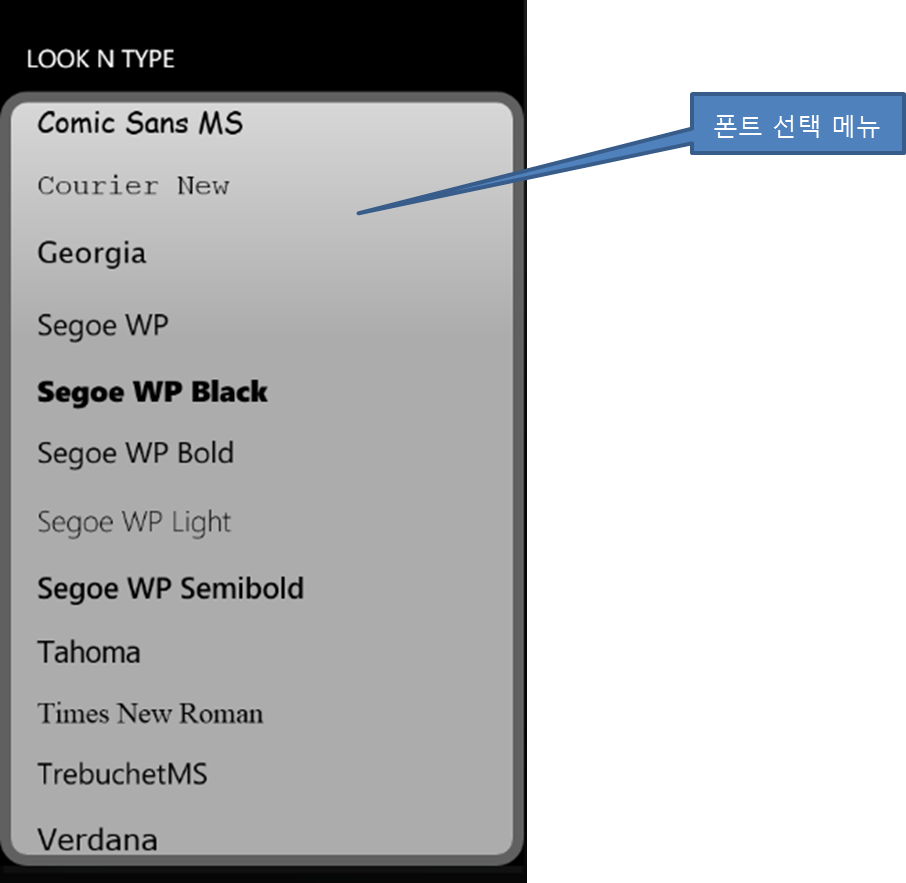 LOOK N TYPE
Comic Sans MS
폰트 선택 메뉴
Courier New
Georgia
Segoe WP
Segoe WP Black
Segoe WP Bold
Segoe WP Light
Segoe WP Semibold
Tahoma
Times New Roman
TrebuchetMS
Verdana